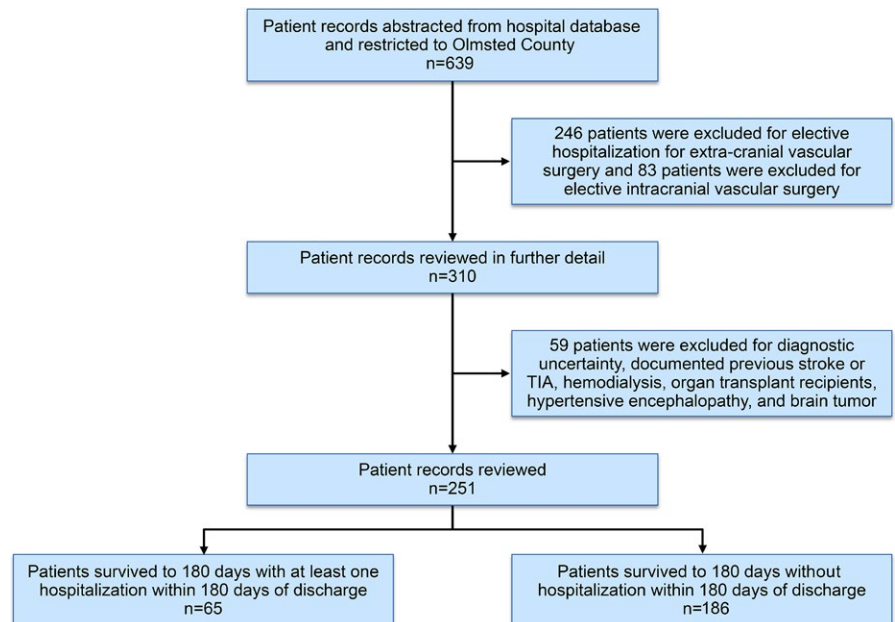 Patient records abstracted from hospital database
and restricted to Olmsted County
n=639
246 patients were excluded for elective
hospitalization for extra-cranial vascular
surgery and 83 patients were excluded for
elective intracranial vascular surgery
Patient records reviewed in further detail
n=310
59 patients were excluded for diagnostic
uncertainty, documented previous stroke or
TIA, hemodialysis, organ transplant recipients,
hypertensive encephalopathy, and brain tumor
Patient records reviewed
n=251
Patients survived to 180 days with at least one
hospitalization within 180 days of discharge
n=65
Patients survived to 180 days without
hospitalization within 180 days of discharge
n=186